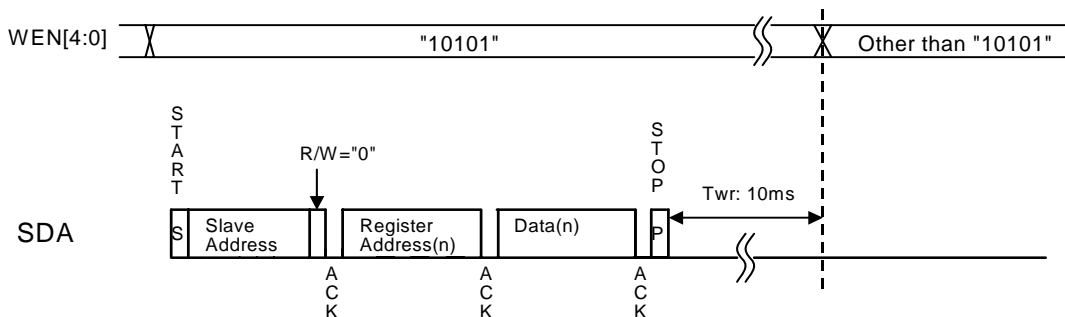 WEN[4:0]
"10101"
Other than "10101"
START
STOP
R/W="0"
Twr: 10ms
SDA
S
Slave
Address
Register
Address(n)
Data(n)
P
ACK
ACK
ACK